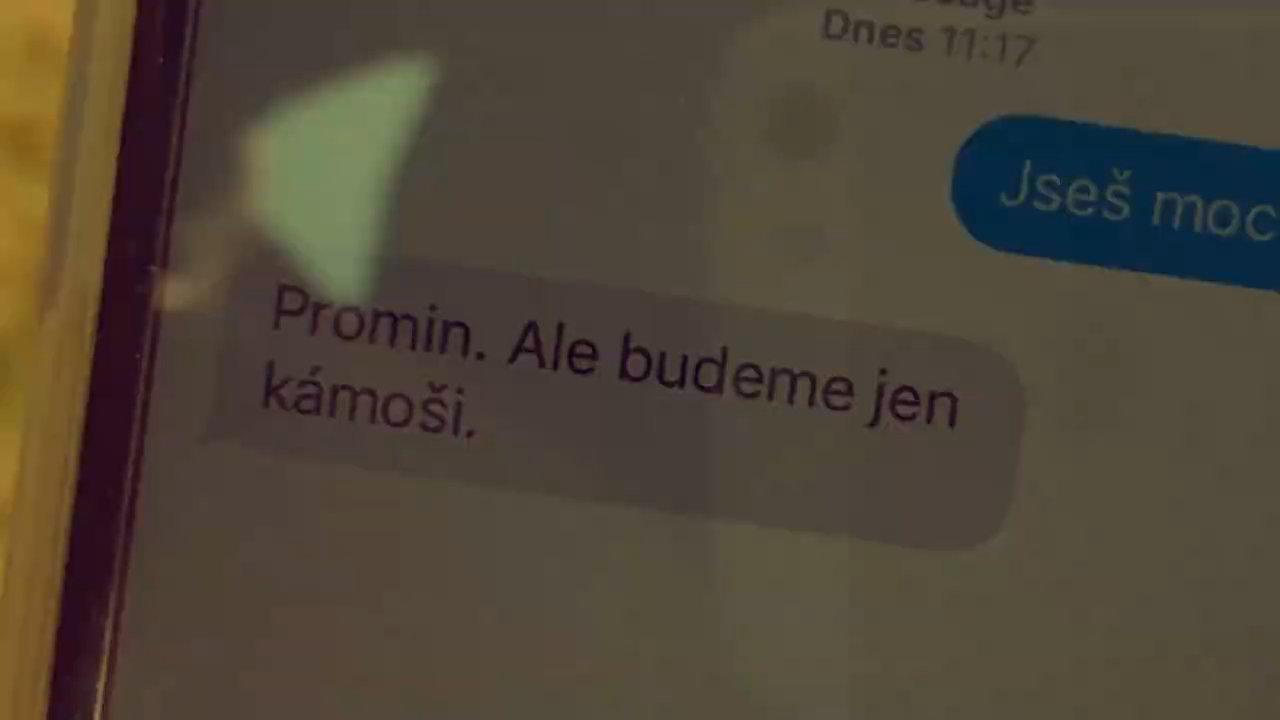 Dnes 11:17
Jseš moc
Promin. Ale budeme jen
kámoši.